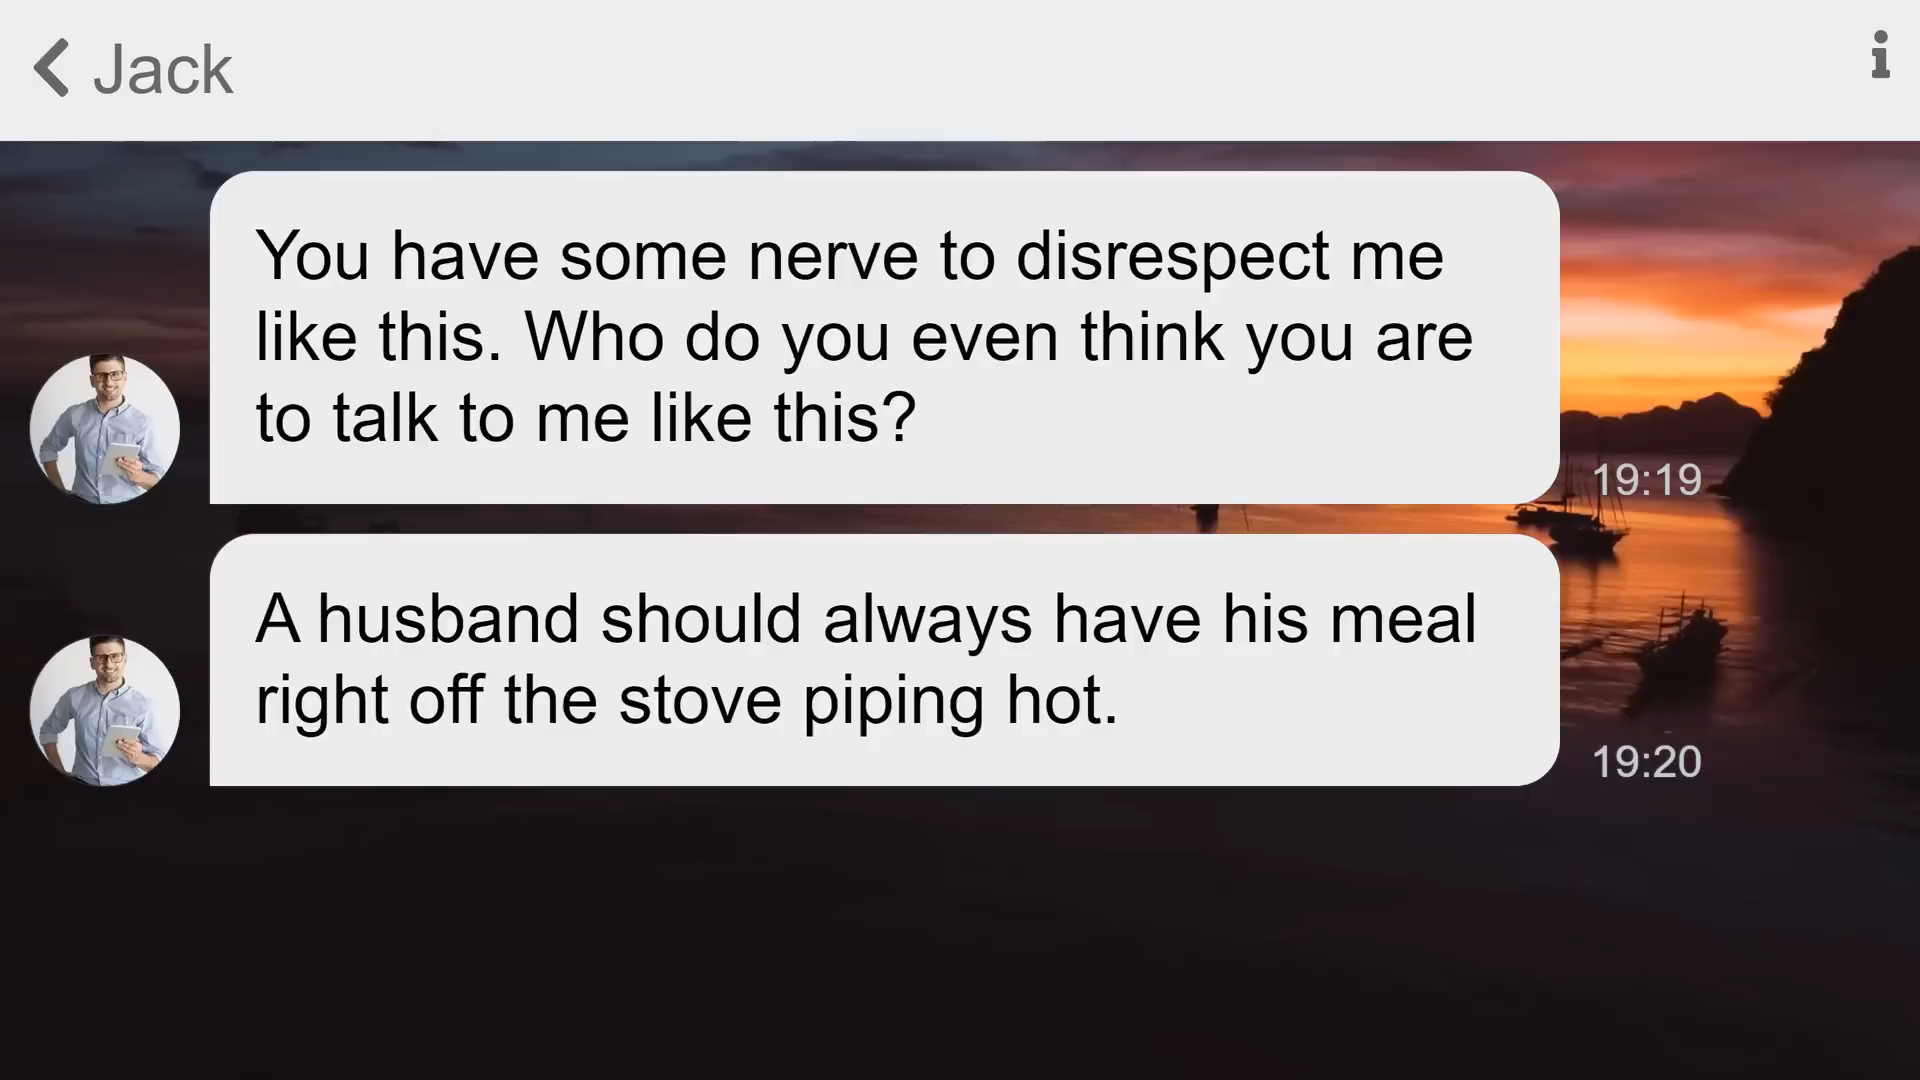 Jack
You have some nerve to disrespect me
like this. Who do you even think you are
to talk to me like this?
19:19
A husband should always have his meal
right off the stove piping hot.
19:20